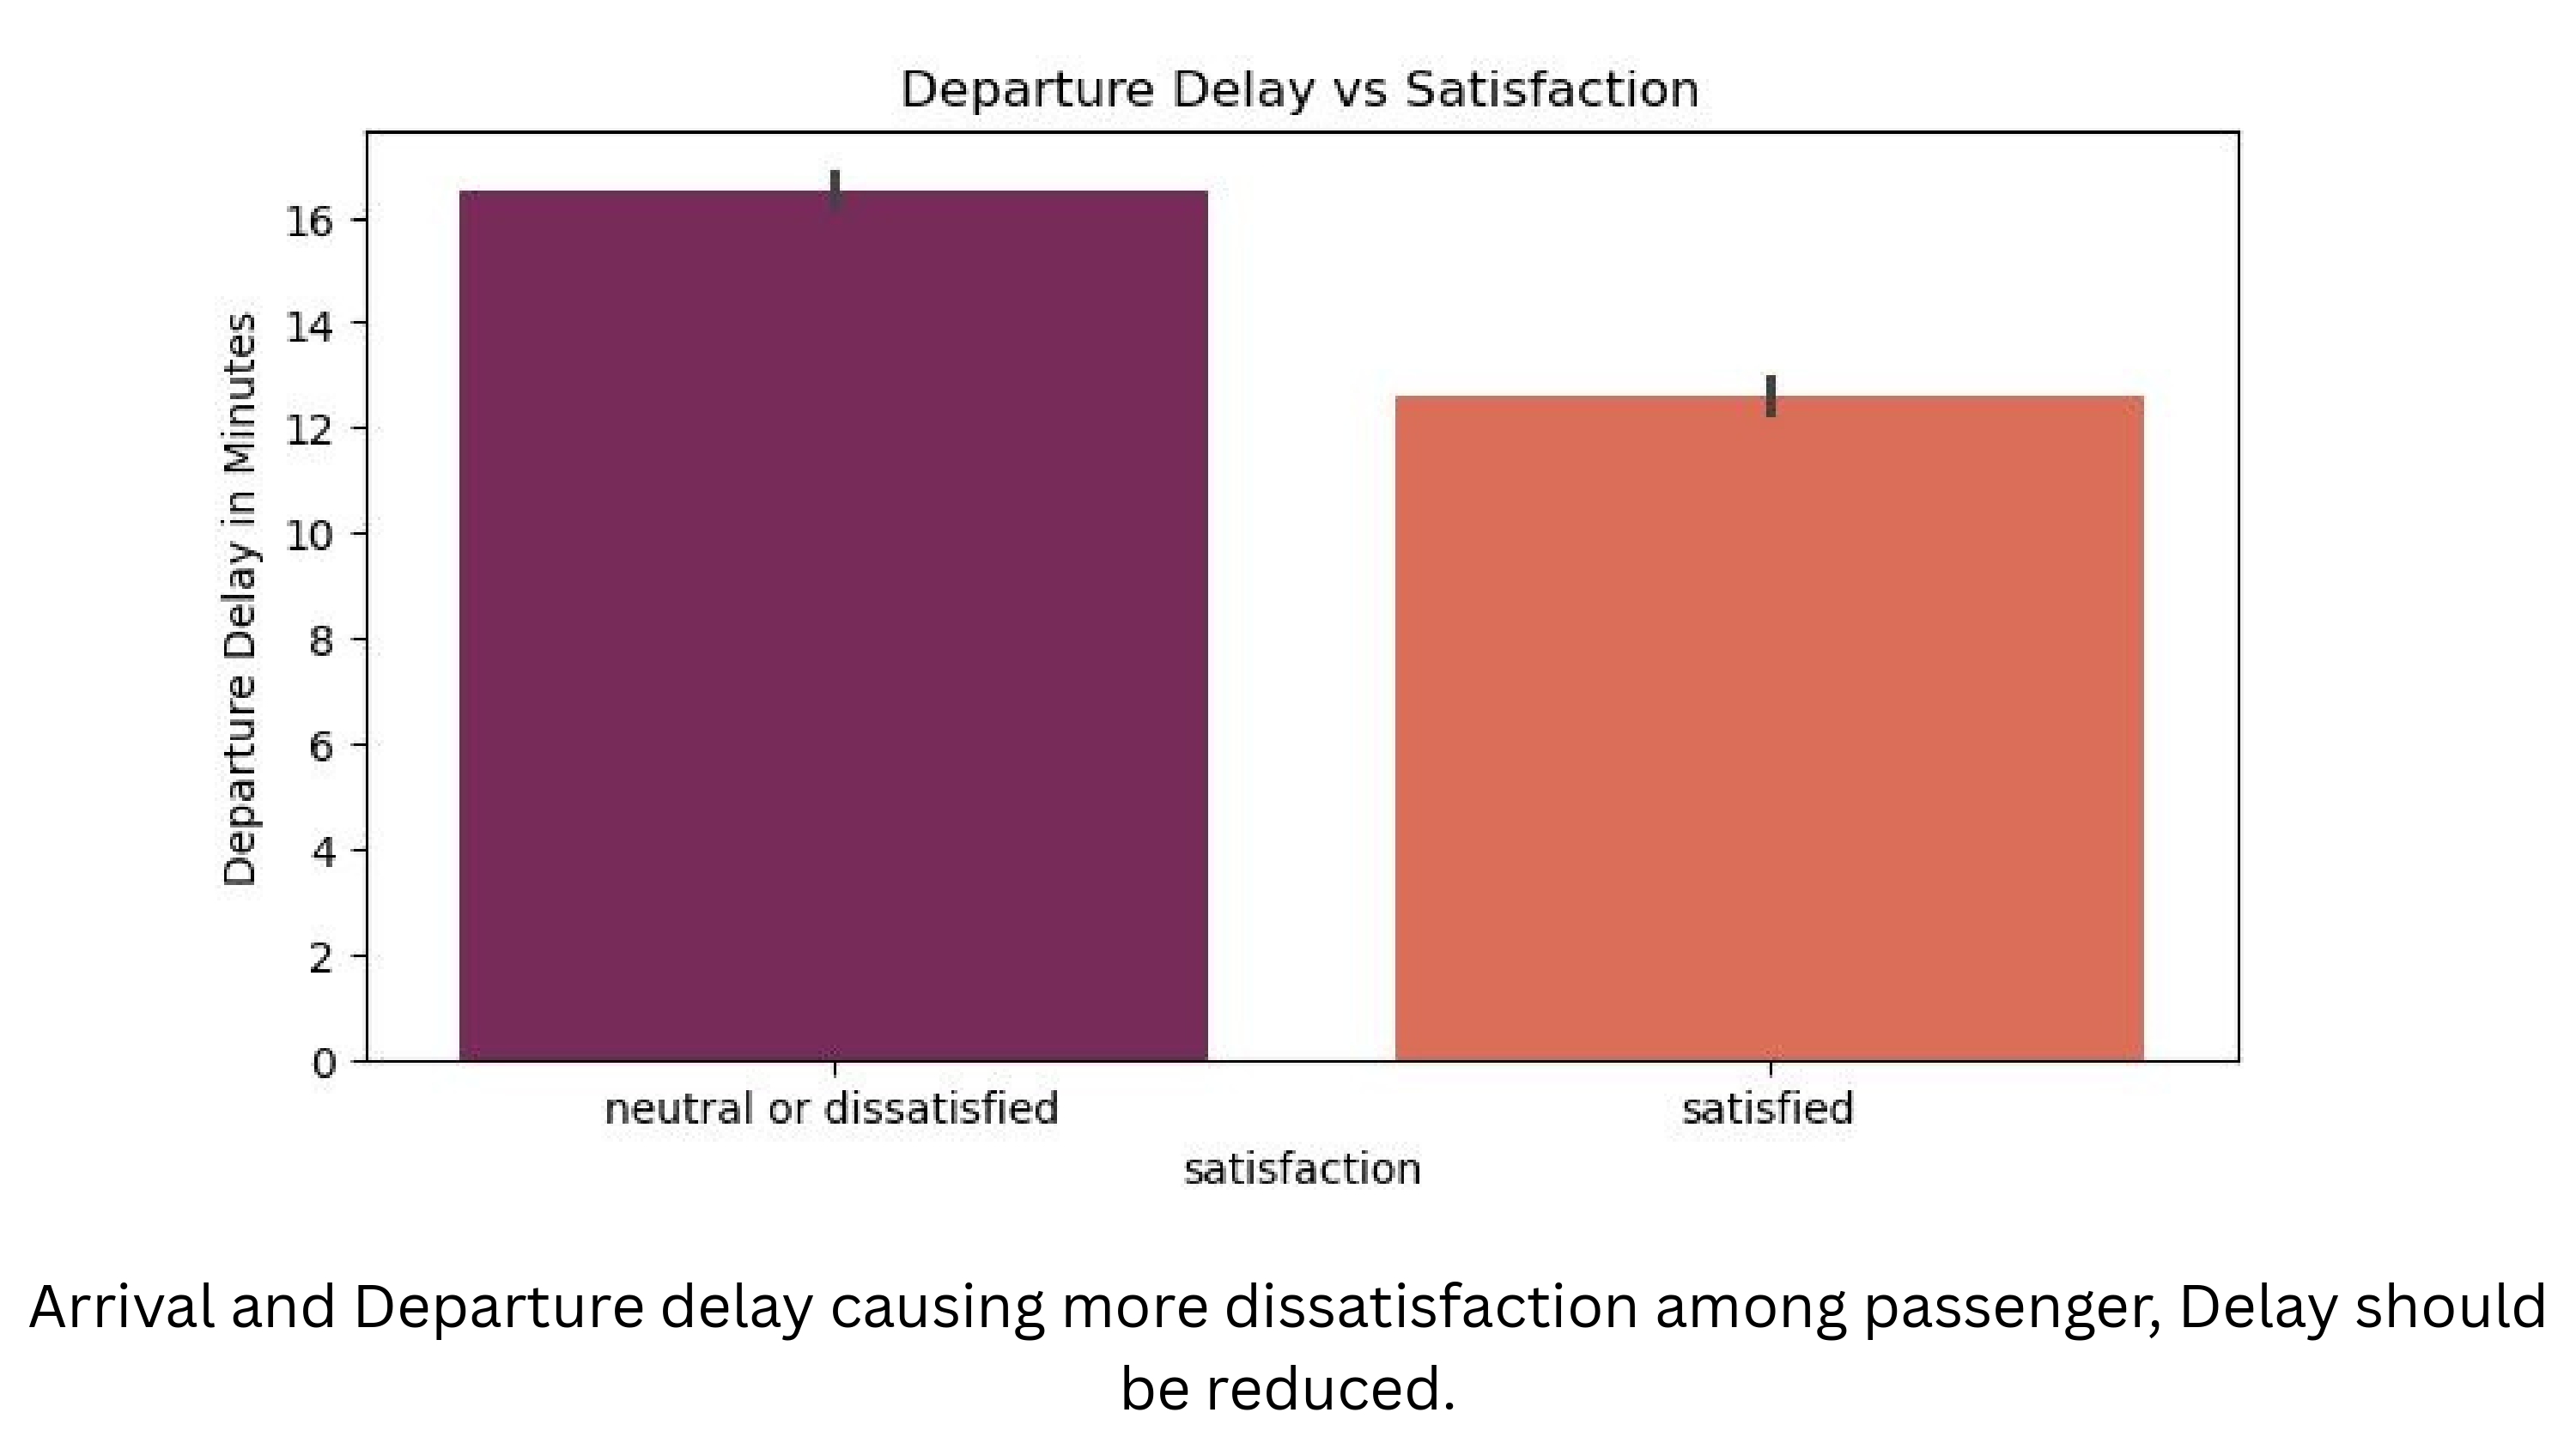 Departure Delay vs Satisfaction
Departure Delay in Minutes
16
14
12
10
8
6
4
2
0
neutral or dissatisfied
satisfied
satisfaction
Arrival and Departure delay causing more dissatisfaction among passenger, Delay should
be reduced.